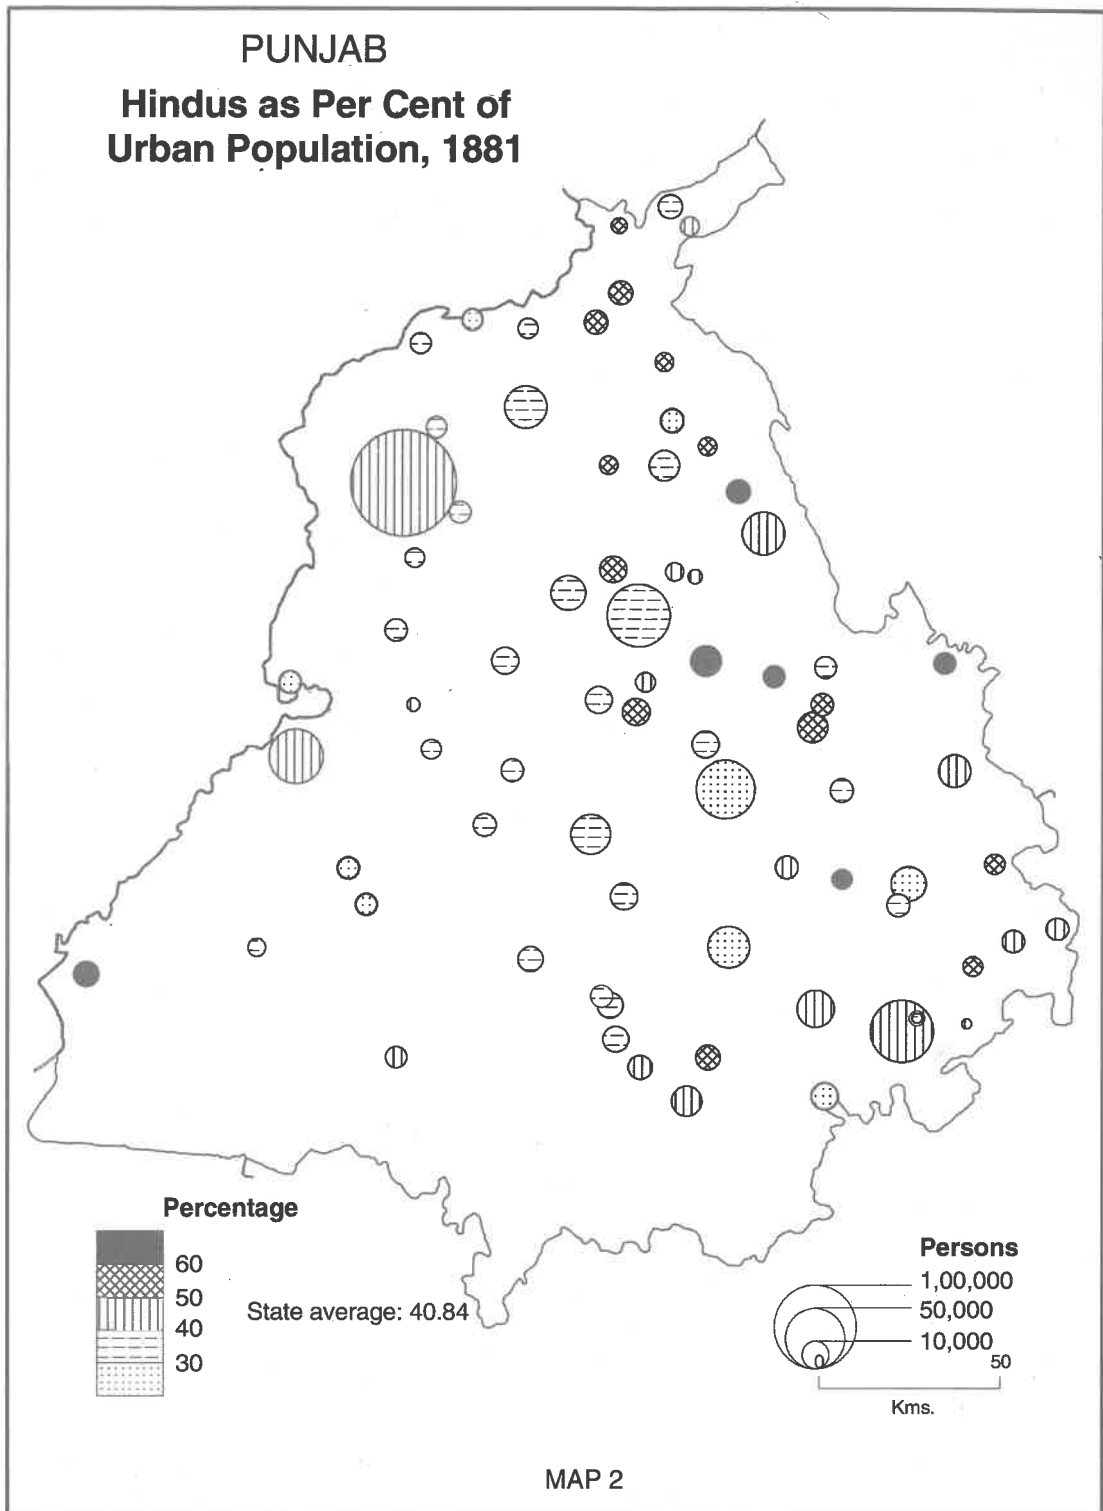 PUNJAB
Hindus as Per Cent of
Urban Population, 1881
Percentage
60
50
40
30
State average: 40.84
Persons
1,00,000
50,000
10,000
50
Kms.
MAP 2